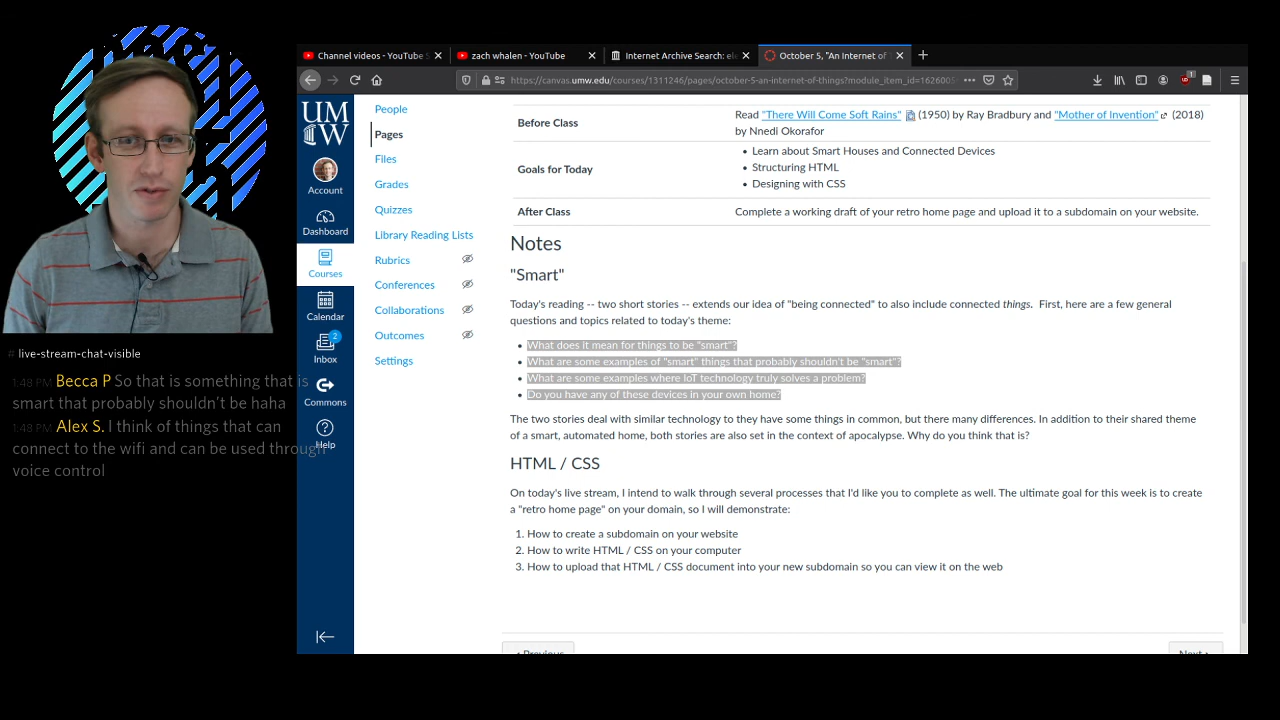 Channel videos - YouTube S
zach whalen - YouTube
Internet Archive Search: ele
October 5, "An Internet of T
https://canvas.umw.edu/courses/1311246/pages/october-5-an-internet-of-things?module_item_id=1626005
1
UM
W
Account
Dashboard
Courses
Calendar
2
Inbox
Commons
Help
People
Pages
Files
Grades
Quizzes
Library Reading Lists
Rubrics
Conferences
Collaborations
Outcomes
Settings
Before Class
Read "There Will Come Soft Rains" (1950) by Ray Bradbury and "Mother of Invention" (2018)
by Nnedi Okorafor
Goals for Today
• Learn about Smart Houses and Connected Devices
• Structuring HTML
• Designing with CSS
After Class
Complete a working draft of your retro home page and upload it to a subdomain on your website.
Notes
"Smart"
Today's reading -- two short stories -- extends our idea of "being connected" to also include connected things. First, here are a few general
questions and topics related to today's theme:
• What does it mean for things to be "smart"?
• What are some examples of "smart" things that probably shouldn't be "smart"?
• What are some examples where IoT technology truly solves a problem?
• Do you have any of these devices in your own home?
The two stories deal with similar technology to they have some things in common, but there many differences. In addition to their shared theme
of a smart, automated home, both stories are also set in the context of apocalypse. Why do you think that is?
HTML / CSS
On today's live stream, I intend to walk through several processes that I'd like you to complete as well. The ultimate goal for this week is to create
a "retro home page" on your domain, so I will demonstrate:
1. How to create a subdomain on your website
2. How to write HTML / CSS on your computer
3. How to upload that HTML / CSS document into your new subdomain so you can view it on the web
‹ Previous
Next ›
# live-stream-chat-visible
1:48 PM Becca P So that is something that is
smart that probably shouldn't be haha
1:48 PM Alex S. I think of things that can
connect to the wifi and can be used through
voice control